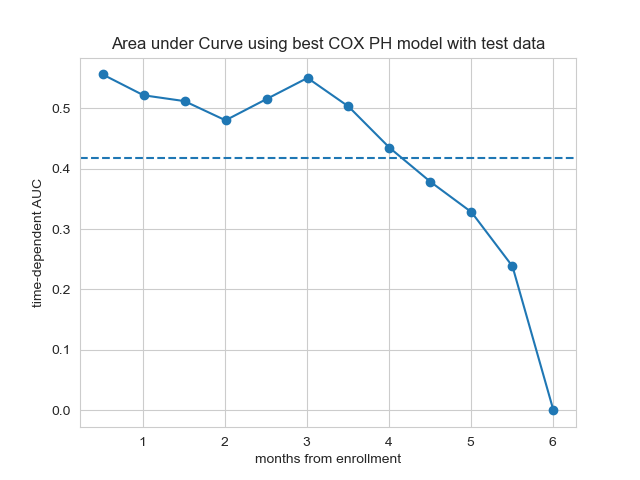 Area under Curve using best COX PH model with test data
time-dependent AUC
0.5
0.4
0.3
0.2
0.1
0.0
1 2 3 4 5 6
months from enrollment